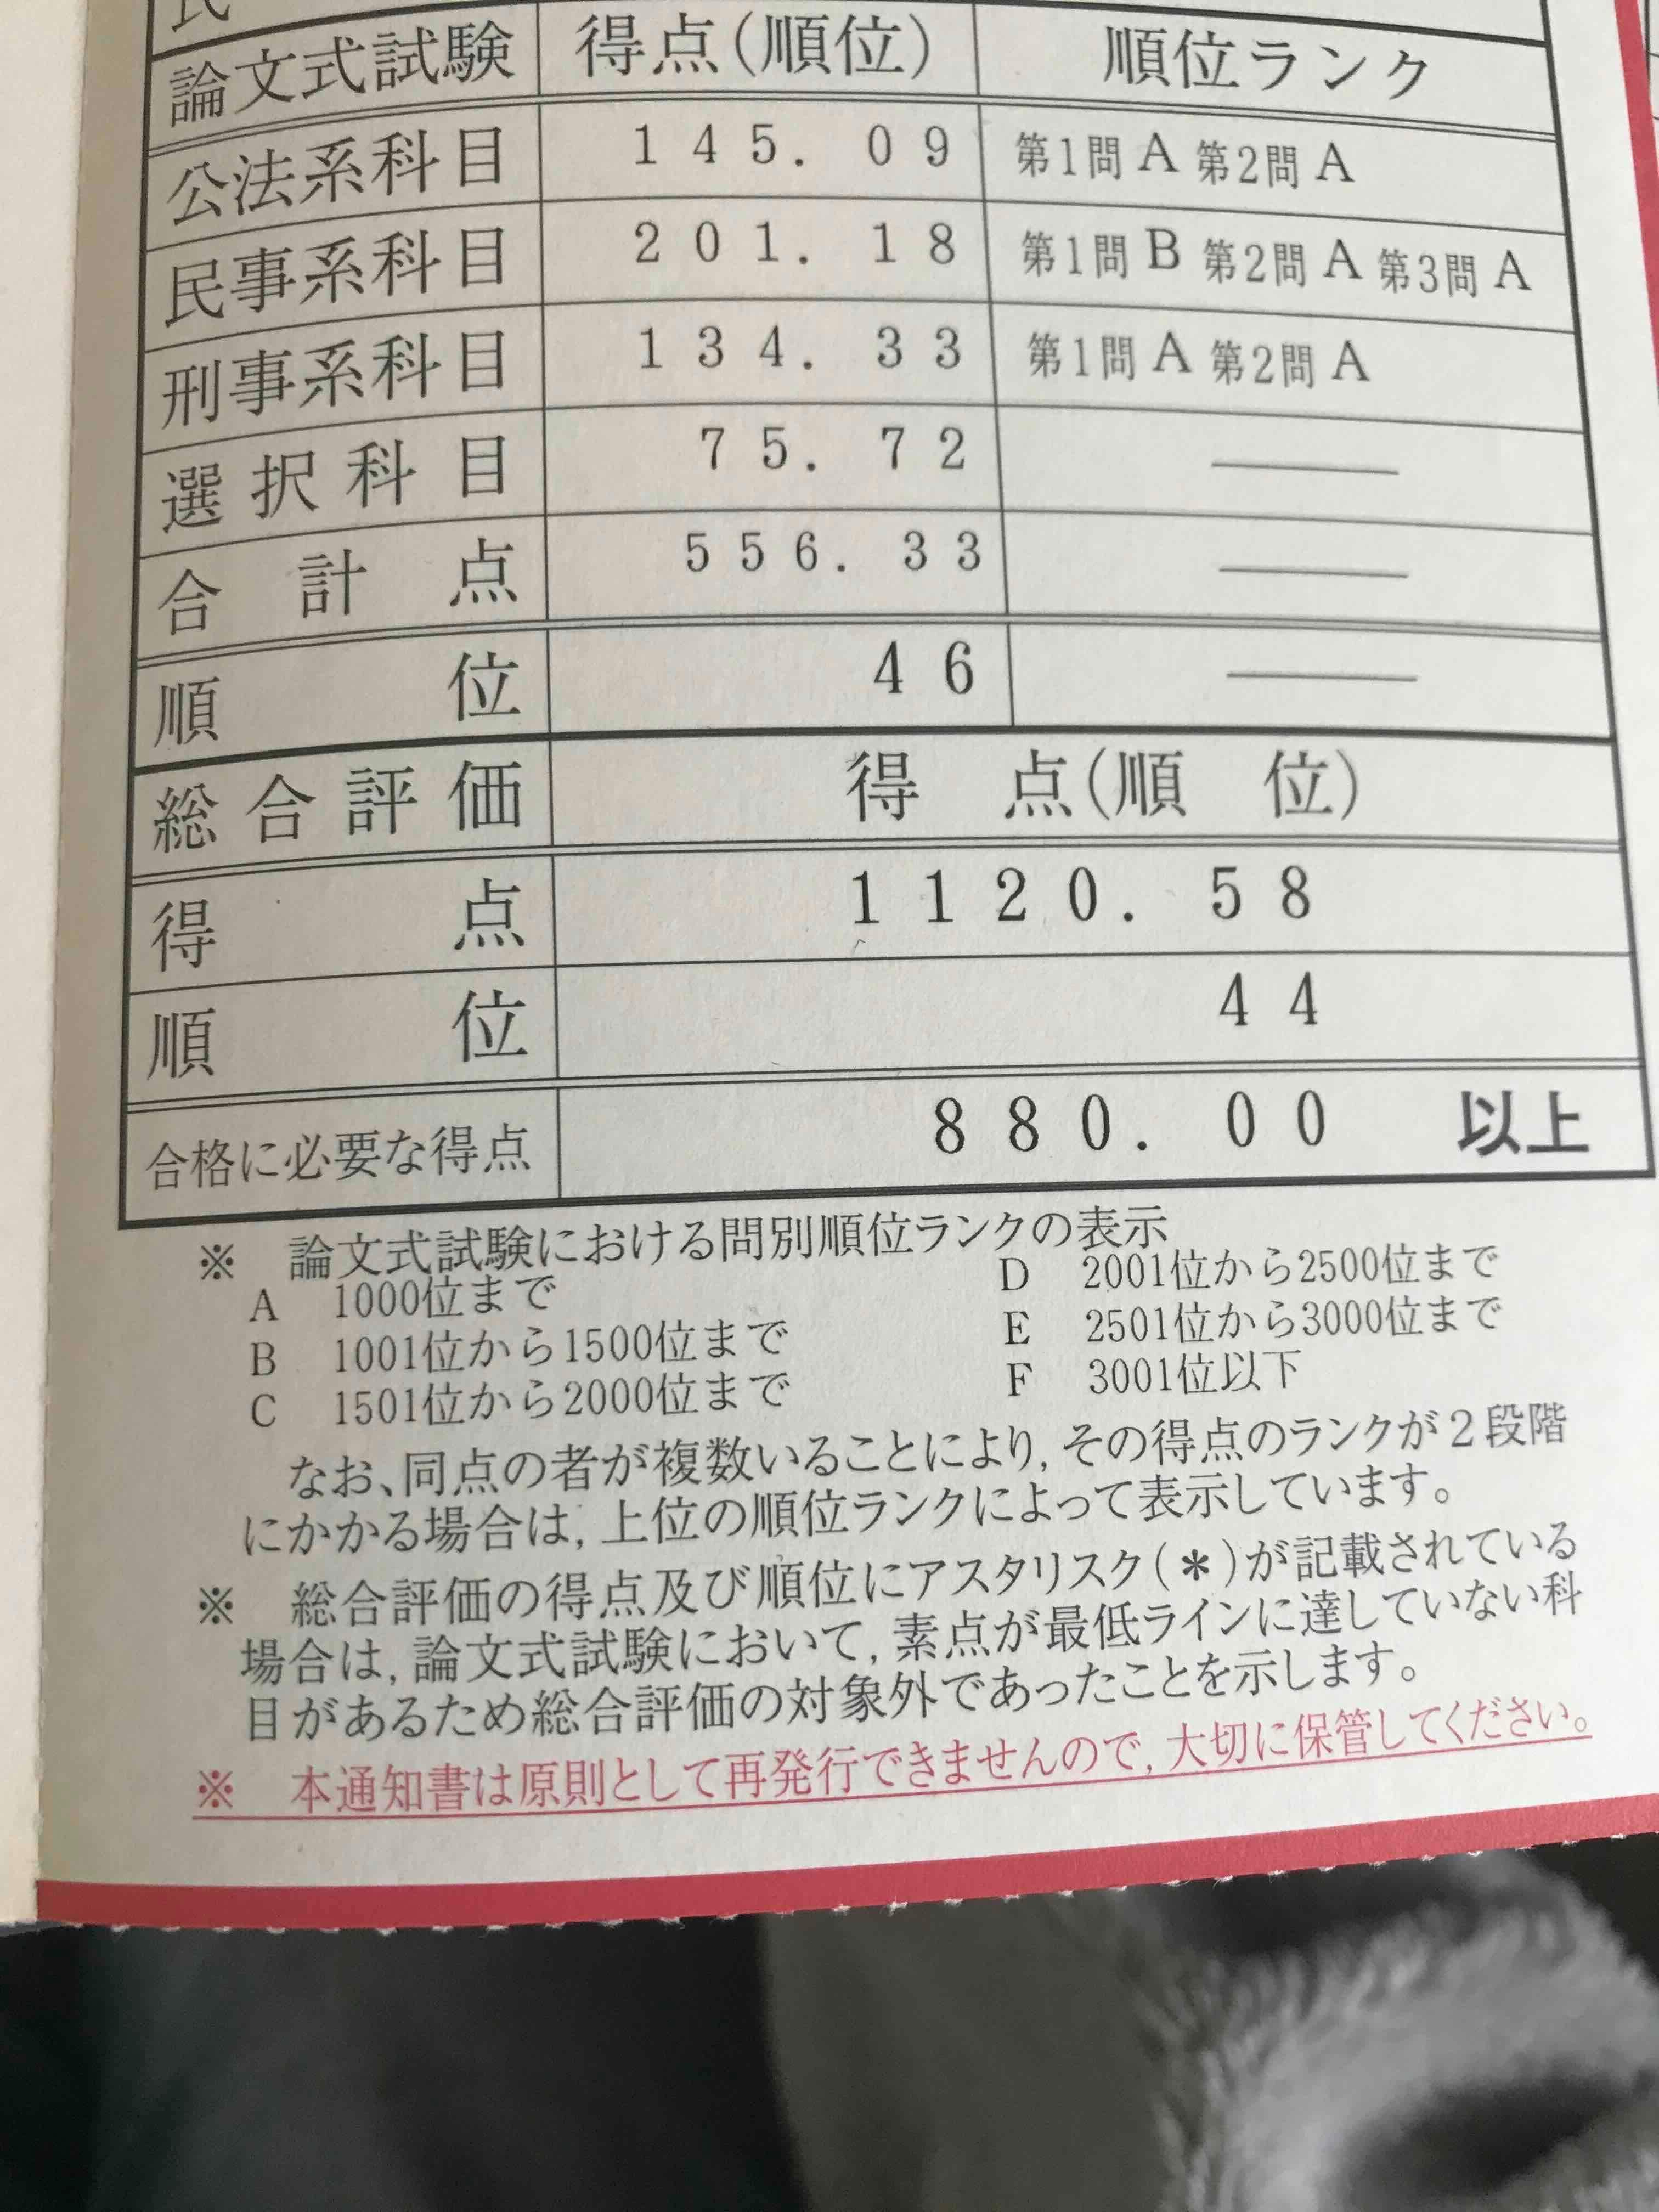 論文式試験 得点(順位) 順位ランク
公法系科目 145.09 第1問 A 第2問 A
民事系科目 201.18 第1問 B 第2問 A 第3問 A
刑事系科目 134.33 第1問 A 第2問 A
選択科目 75.72 ———
合計点 556.33 ———
順位 46 ———
総合評価 得点(順位)
得点 1120.58
順位 44
合格に必要な得点 880.00 以上
※ 論文式試験における問別順位ランクの表示
A 1000位まで D 2001位から2500位まで
B 1001位から1500位まで E 2501位から3000位まで
C 1501位から2000位まで F 3001位以下
なお、同点の者が複数いることにより,その得点のランクが2段階
にかかる場合は,上位の順位ランクによって表示しています。
※ 総合評価の得点及び順位にアスタリスク(*)が記載されている
場合は,論文式試験において,素点が最低ラインに達していない科
目があるため総合評価の対象外であったことを示します。
※ 本通知書は原則として再発行できませんので,大切に保管してください。